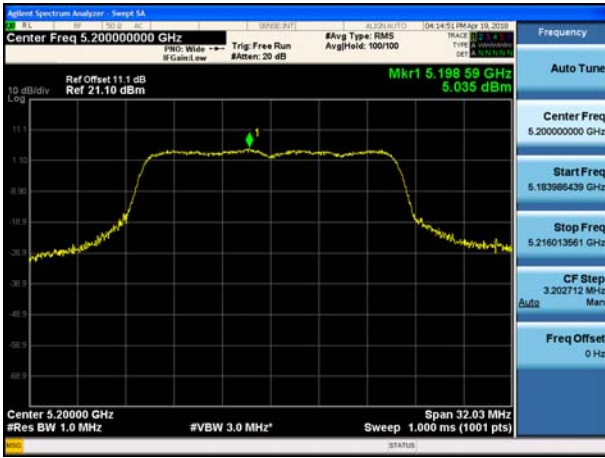 Agilent Spectrum Analyzer - Swept SA
RL RF 50 Ω AC SENSE:INT ALIGN AUTO 04:14:51 PM Apr 19, 2018
Center Freq 5.200000000 GHz
PNO: Wide
IFGain:Low
Trig: Free Run
#Atten: 20 dB
#Avg Type: RMS
Avg|Hold: 100/100
TRACE 1 2 3 4 5 6
TYPE
DET A N N N N N
Ref Offset 11.1 dB
Ref 21.10 dBm
10 dB/div
Log
Mkr1 5.198 59 GHz
5.035 dBm
1
11.1
1.10
-8.90
-18.9
-28.9
-38.9
-48.9
-58.9
-68.9
Center 5.20000 GHz
#Res BW 1.0 MHz
#VBW 3.0 MHz*
Span 32.03 MHz
Sweep 1.000 ms (1001 pts)
MSG
STATUS
Frequency
Auto Tune
Center Freq
5.200000000 GHz
Start Freq
5.183986439 GHz
Stop Freq
5.216013561 GHz
CF Step
3.202712 MHz
Auto Man
Freq Offset
0 Hz